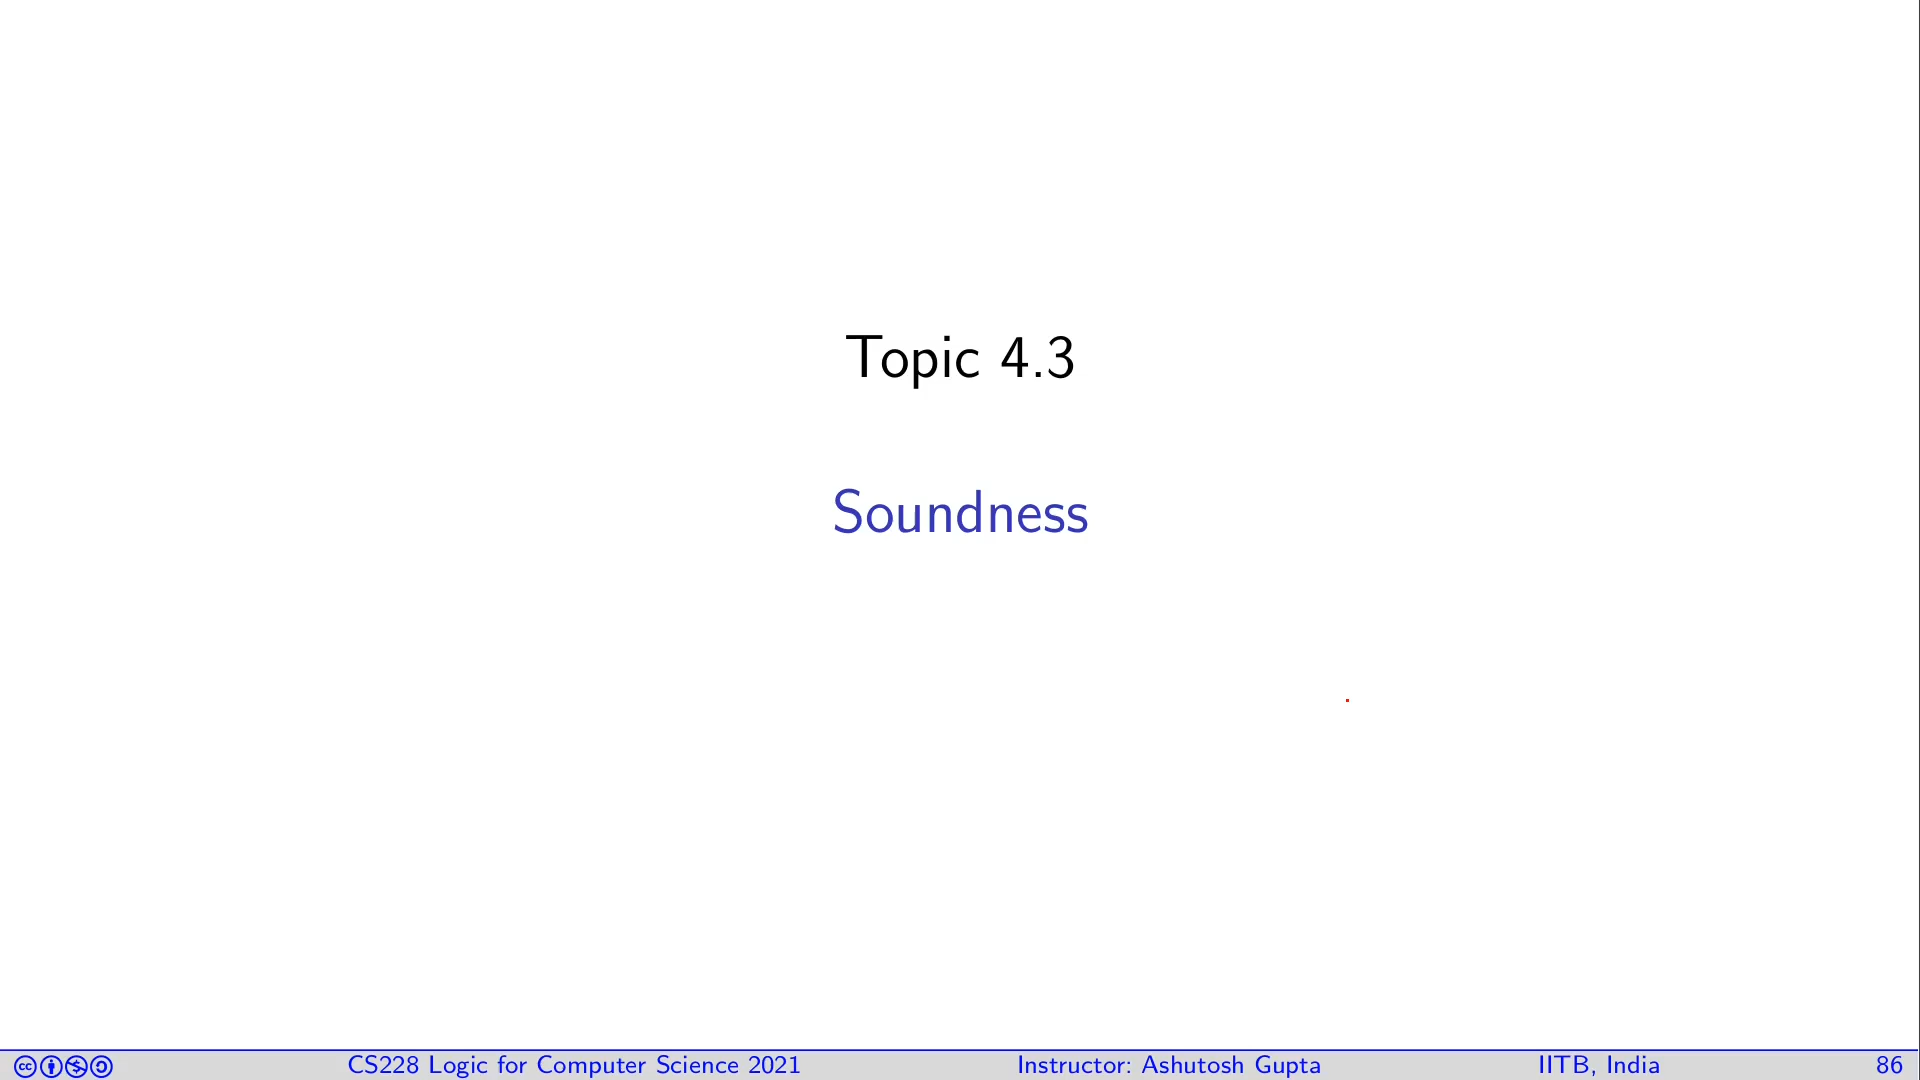 Topic 4.3
Soundness
CS228 Logic for Computer Science 2021 Instructor: Ashutosh Gupta IITB, India 86